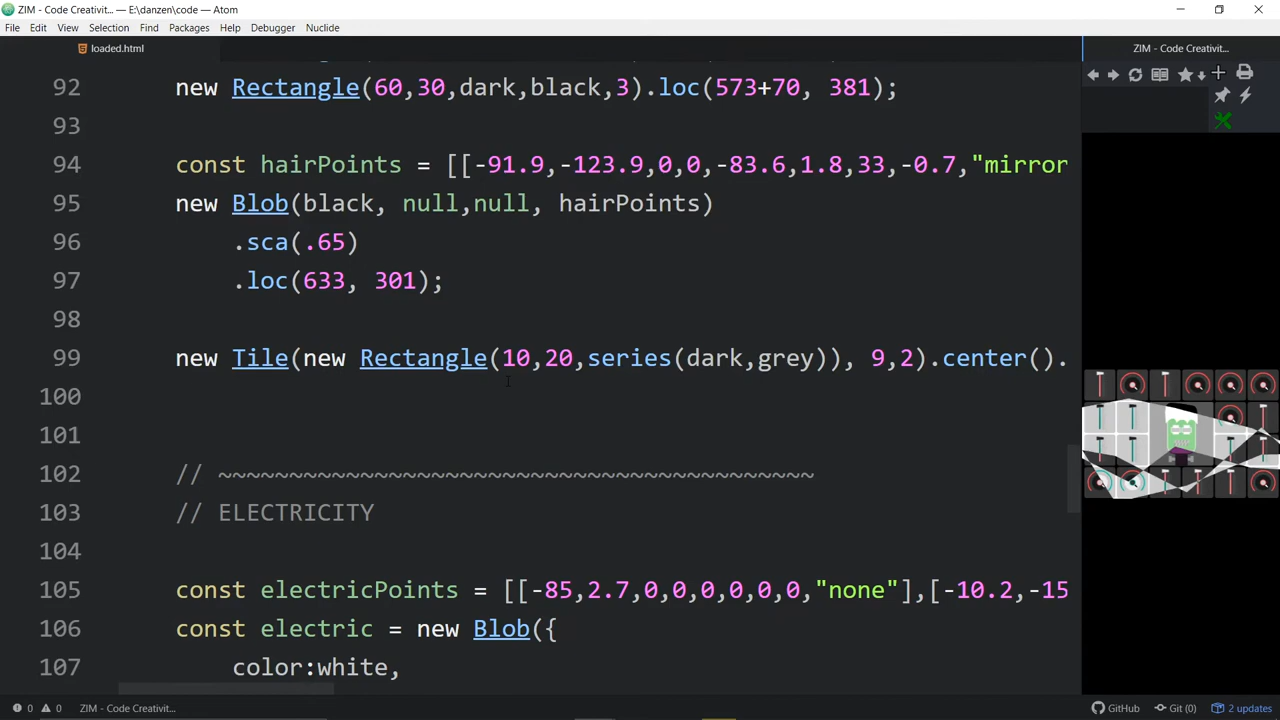 ZIM - Code Creativit... — E:\danzen\code — Atom
File Edit View Selection Find Packages Help Debugger Nuclide
loaded.html
ZIM - Code Creativit...
92 new Rectangle(60,30,dark,black,3).loc(573+70, 381);
93
94 const hairPoints = [[-91.9,-123.9,0,0,-83.6,1.8,33,-0.7,"mirror
95 new Blob(black, null,null, hairPoints)
96 .sca(.65)
97 .loc(633, 301);
98
99 new Tile(new Rectangle(10,20,series(dark,grey)), 9,2).center().
100
101
102 // ~~~~~~~~~~~~~~~~~~~~~~~~~~~~~~~~~~~~~~~~~~
103 // ELECTRICITY
104
105 const electricPoints = [[-85,2.7,0,0,0,0,0,0,"none"],[-10.2,-15
106 const electric = new Blob({
107 color:white,
0 0 ZIM - Code Creativit... GitHub Git (0) 2 updates